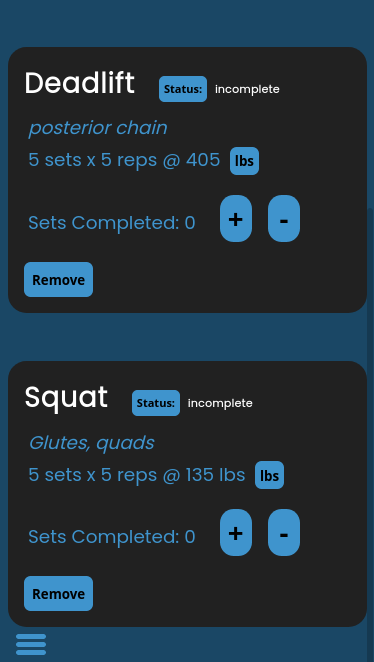 Deadlift Status: incomplete
posterior chain
5 sets x 5 reps @ 405 lbs
Sets Completed: 0 + -
Remove
Squat Status: incomplete
Glutes, quads
5 sets x 5 reps @ 135 lbs lbs
Sets Completed: 0 + -
Remove